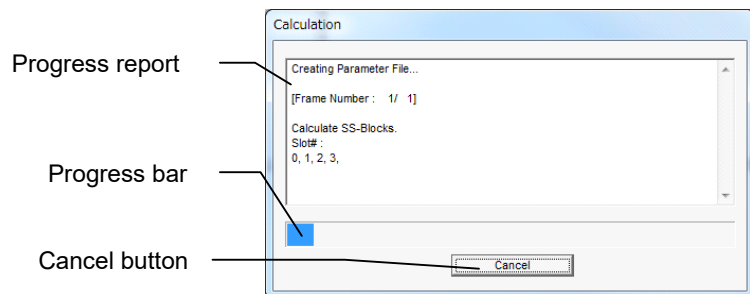 Calculation
Progress report
Creating Parameter File...
[Frame Number : 1/ 1]
Calculate SS-Blocks.
Slot# :
0, 1, 2, 3,
Progress bar
Cancel button
Cancel